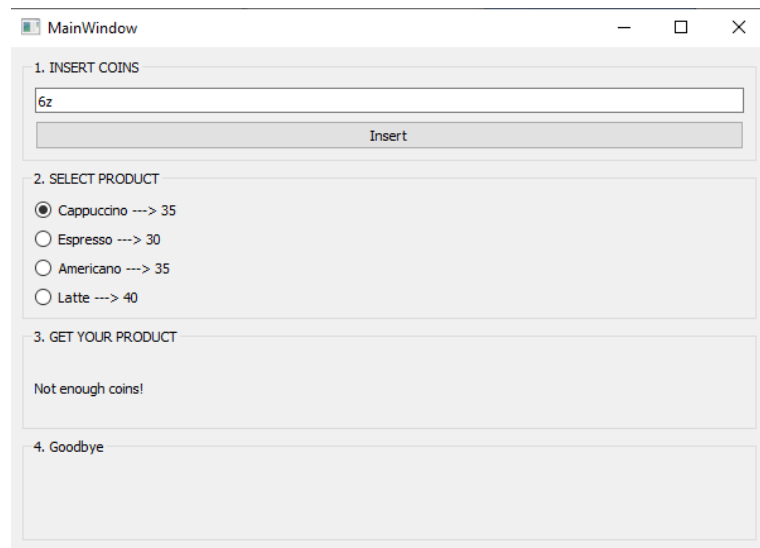 MainWindow
1. INSERT COINS
6z
Insert
2. SELECT PRODUCT
Cappuccino ---> 35
Espresso ---> 30
Americano ---> 35
Latte ---> 40
3. GET YOUR PRODUCT
Not enough coins!
4. Goodbye